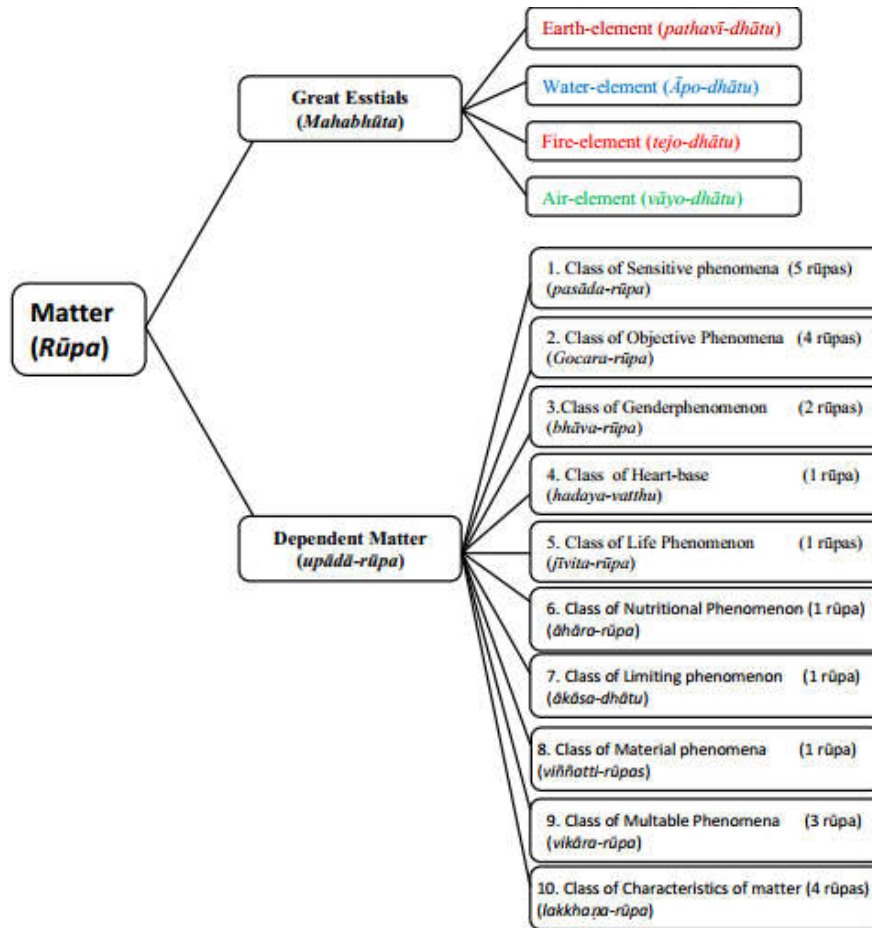 Earth-element (pathavī-dhātu)
Great Esstials
(Mahabhūta)
Water-element (Āpo-dhātu)
Fire-element (tejo-dhātu)
Air-element (vāyo-dhātu)
Matter
(Rūpa)
1. Class of Sensitive phenomena (5 rūpas)
(pasāda-rūpa)
2. Class of Objective Phenomena (4 rūpas)
(Gocara-rūpa)
3.Class of Genderphenomenon (2 rūpas)
(bhāva-rūpa)
4. Class of Heart-base (1 rūpa)
(hadaya-vatthu)
Dependent Matter
(upādā-rūpa)
5. Class of Life Phenomenon (1 rūpas)
(jīvita-rūpa)
6. Class of Nutritional Phenomenon (1 rūpa)
(āhāra-rūpa)
7. Class of Limiting phenomenon (1 rūpa)
(ākāsa-dhātu)
8. Class of Material phenomena (1 rūpa)
(viññatti-rūpas)
9. Class of Multable Phenomena (3 rūpa)
(vikāra-rūpa)
10. Class of Characteristics of matter (4 rūpas)
(lakkhaṇa-rūpa)